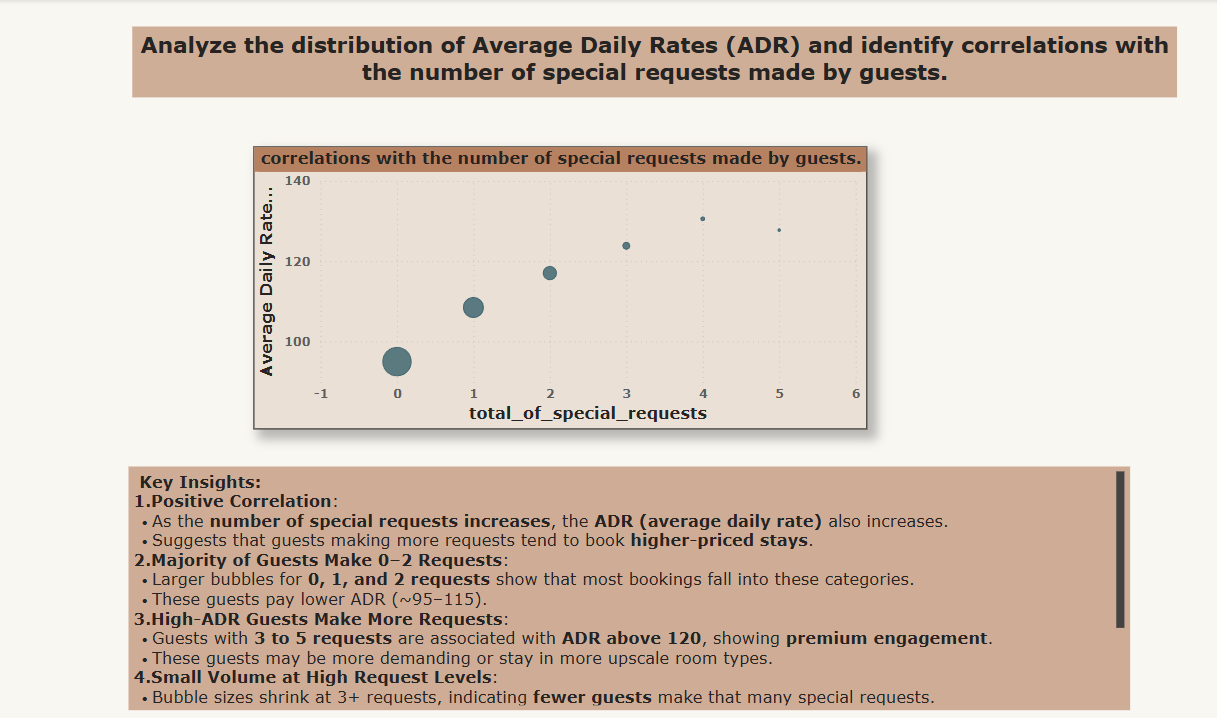 Analyze the distribution of Average Daily Rates (ADR) and identify correlations with
the number of special requests made by guests.
correlations with the number of special requests made by guests.
Average Daily Rate...
140
120
100
-1 0 1 2 3 4 5 6
total_of_special_requests
Key Insights:
1.Positive Correlation:
• As the number of special requests increases, the ADR (average daily rate) also increases.
• Suggests that guests making more requests tend to book higher-priced stays.
2.Majority of Guests Make 0–2 Requests:
• Larger bubbles for 0, 1, and 2 requests show that most bookings fall into these categories.
• These guests pay lower ADR (~95–115).
3.High-ADR Guests Make More Requests:
• Guests with 3 to 5 requests are associated with ADR above 120, showing premium engagement.
• These guests may be more demanding or stay in more upscale room types.
4.Small Volume at High Request Levels:
• Bubble sizes shrink at 3+ requests, indicating fewer guests make that many special requests.